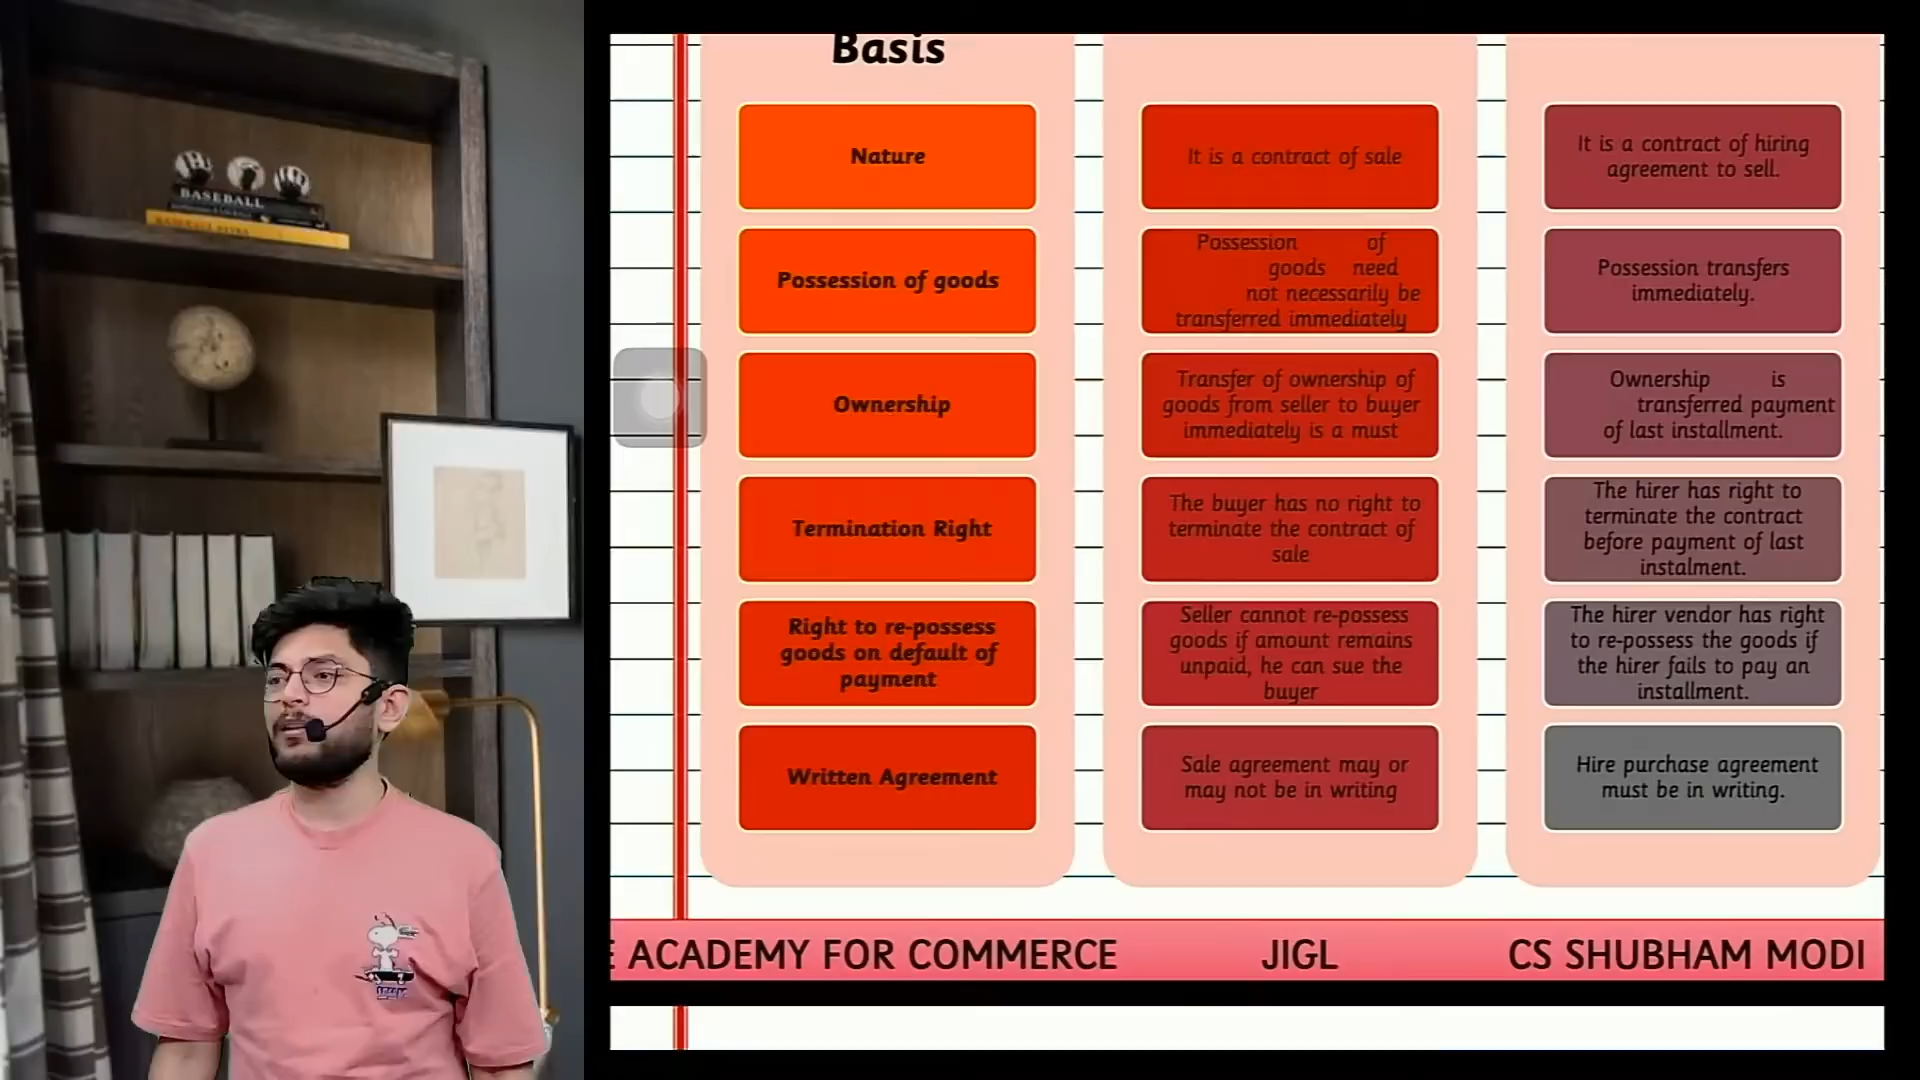 BASEBALL
Basis
Nature
It is a contract of sale
It is a contract of hiring
agreement to sell.
Possession of goods
Possession of
goods need
not necessarily be
transferred immediately
Possession transfers
immediately.
Ownership
Transfer of ownership of
goods from seller to buyer
immediately is a must
Ownership is
transferred payment
of last installment.
Termination Right
The buyer has no right to
terminate the contract of
sale
The hirer has right to
terminate the contract
before payment of last
instalment.
Right to re-possess
goods on default of
payment
Seller cannot re-possess
goods if amount remains
unpaid, he can sue the
buyer
The hirer vendor has right
to re-possess the goods if
the hirer fails to pay an
installment.
Written Agreement
Sale agreement may or
may not be in writing
Hire purchase agreement
must be in writing.
ACADEMY FOR COMMERCE
JIGL
CS SHUBHAM MODI